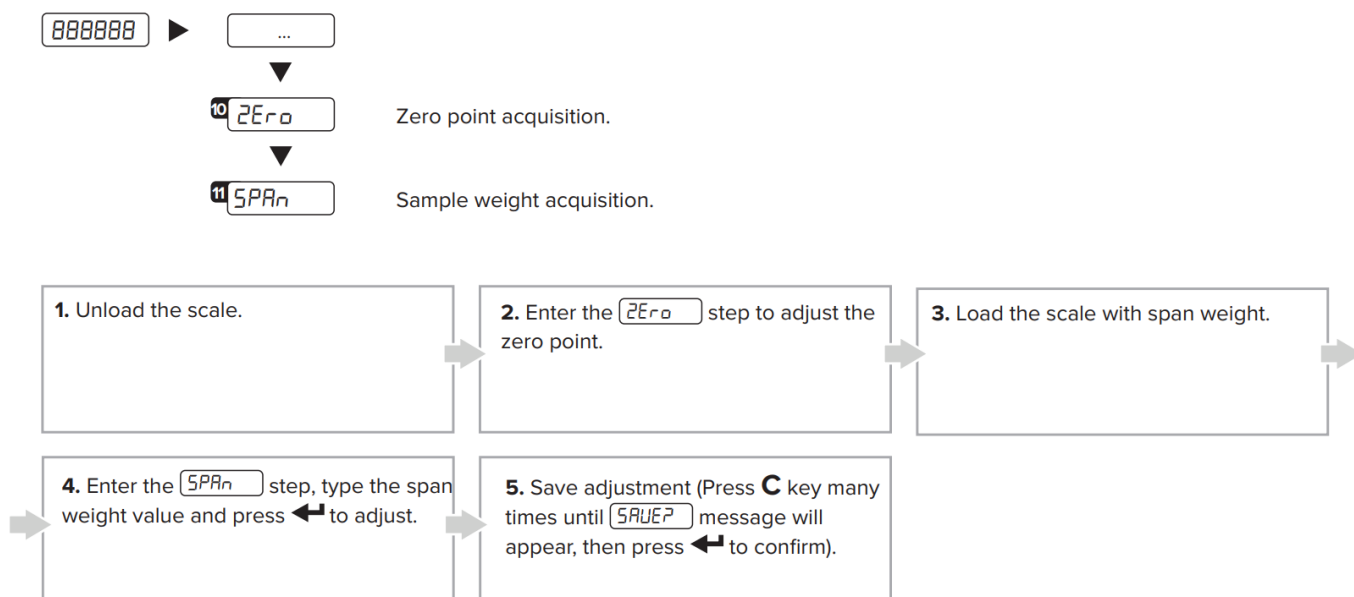 888888
...
10 ZEro
Zero point acquisition.
11 SPAn
Sample weight acquisition.
1. Unload the scale.
2. Enter the ZEro step to adjust the
zero point.
3. Load the scale with span weight.
4. Enter the SPAn step, type the span
weight value and press to adjust.
5. Save adjustment (Press C key many
times until SAVE? message will
appear, then press to confirm).